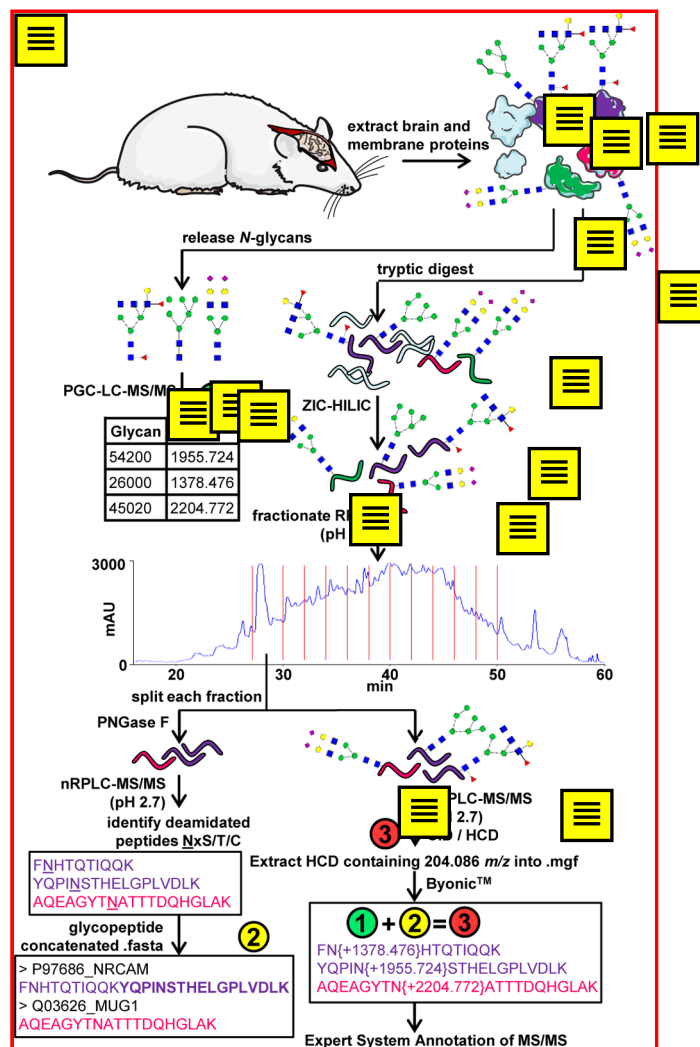 extract brain and
membrane proteins
release N-glycans
tryptic digest
PGC-LC-MS/MS
ZIC-HILIC
Glycan
54200 1955.724
26000 1378.476
45020 2204.772
fractionate
(pH
3000
mAU
0
20 30 40 50 60
min
split each fraction
PNGase F
nRPLC-MS/MS
(pH 2.7)
identify deamidated
peptides NxS/T/C
FNHTQTIQQK
YQPINSTHELGPLVDLK
AQEAGYTNATTTDQHGLAK
glycopeptide
concatenated .fasta
2
> P97686_NRCAM
FNHTQTIQQKYQPINSTHELGPLVDLK
> Q03626_MUG1
AQEAGYTNATTTDQHGLAK
PLC-MS/MS
2.7)
3 / HCD
Extract HCD containing 204.086 m/z into .mgf
Byonic™
1 + 2 = 3
FN{+1378.476}HTQTIQQK
YQPIN{+1955.724}STHELGPLVDLK
AQEAGYTN{+2204.772}ATTTDQHGLAK
Expert System Annotation of MS/MS